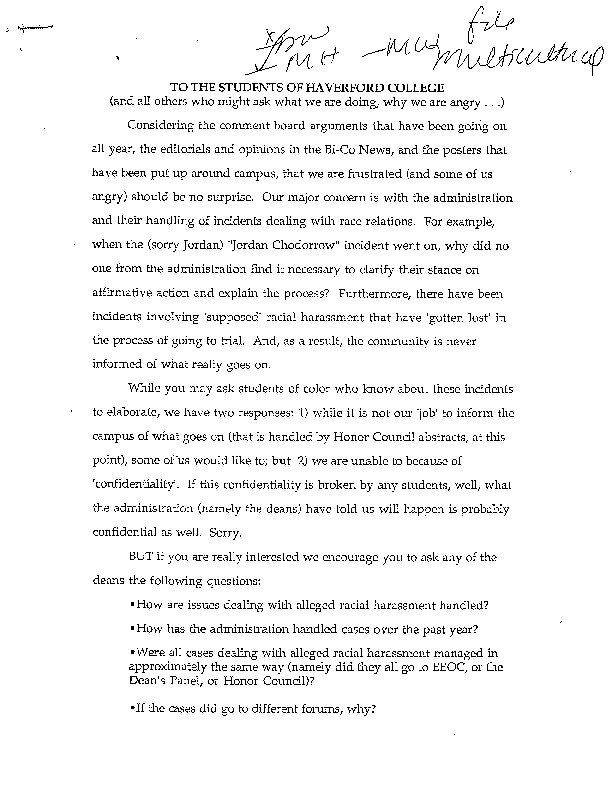 file
MH - multicultural
TO THE STUDENTS OF HAVERFORD COLLEGE
(and all others who might ask what we are doing, why we are angry . . .)
Considering the comment board arguments that have been going on
all year, the editorials and opinions in the Bi-Co News, and the posters that
have been put up around campus, that we are frustrated (and some of us
angry) should be no surprise. Our major concern is with the administration
and their handling of incidents dealing with race relations. For example,
when the (sorry Jordan) "Jordan Chodorrow" incident went on, why did no
one from the administration find it necessary to clarify their stance on
affirmative action and explain the process? Furthermore, there have been
incidents involving 'supposed' racial harassment that have 'gotten lost' in
the process of going to trial. And, as a result, the community is never
informed of what really goes on.
While you may ask students of color who know about these incidents
to elaborate, we have two responses: 1) while it is not our 'job' to inform the
campus of what goes on (that is handled by Honor Council abstracts, at this
point), some of us would like to; but 2) we are unable to because of
'confidentiality'. If this confidentiality is broken by any students, well, what
the administration (namely the deans) have told us will happen is probably
confidential as well. Sorry.
BUT if you are really interested we encourage you to ask any of the
deans the following questions:
•How are issues dealing with alleged racial harassment handled?
•How has the administration handled cases over the past year?
•Were all cases dealing with alleged racial harassment managed in
approximately the same way (namely did they all go to EEOC, or the
Dean's Panel, or Honor Council)?
•If the cases did go to different forums, why?